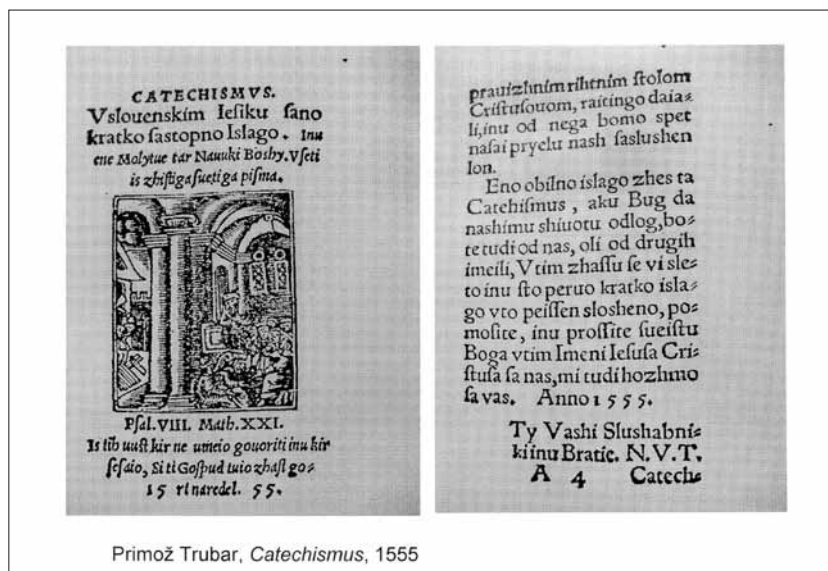 CATECHISMVS.
Vslouenskim Iesiku ſano
kratko ſastopno Islago. Inu
ene Molytue tar Nauuki Boshy. Vſeti
is zhiſtiga ſuetiga piſma.
Pſal. VIII. Math. XXI.
Is tih uuſt kir ne umeio gouoriti inu kir
ſeſaio, Si ti Goſpud tuio zhaſt go⸗
15 ri naredel. 55.
prauizhnim rihtnim ſtolom
Criſtuſouom, raitingo daia⸗
li, inu od nega bomo spet
naſai pryelu nash ſaslushen
lon.
Eno obilno islago zhes ta
Catehiſmus, aku Bug da
nashimu shiuotu odlog, bo⸗
te tudi od nas, oli od drugih
imeili, Vtim zhaſſu ſe vi sle
to inu ſto peruo kratko isla⸗
go vto peiſſen slosheno, po⸗
moſite, inu proſſite ſueiſtu
Boga vtim Imeni Ieſuſa Cri⸗
ſtuſa ſa nas, mi tudi hozhmo
ſa vas. Anno 1555.
Ty Vashi Slushabni⸗
ki inu Bratie. N. V. T.
A 4 Catech⸗
Primož Trubar, Catechismus, 1555